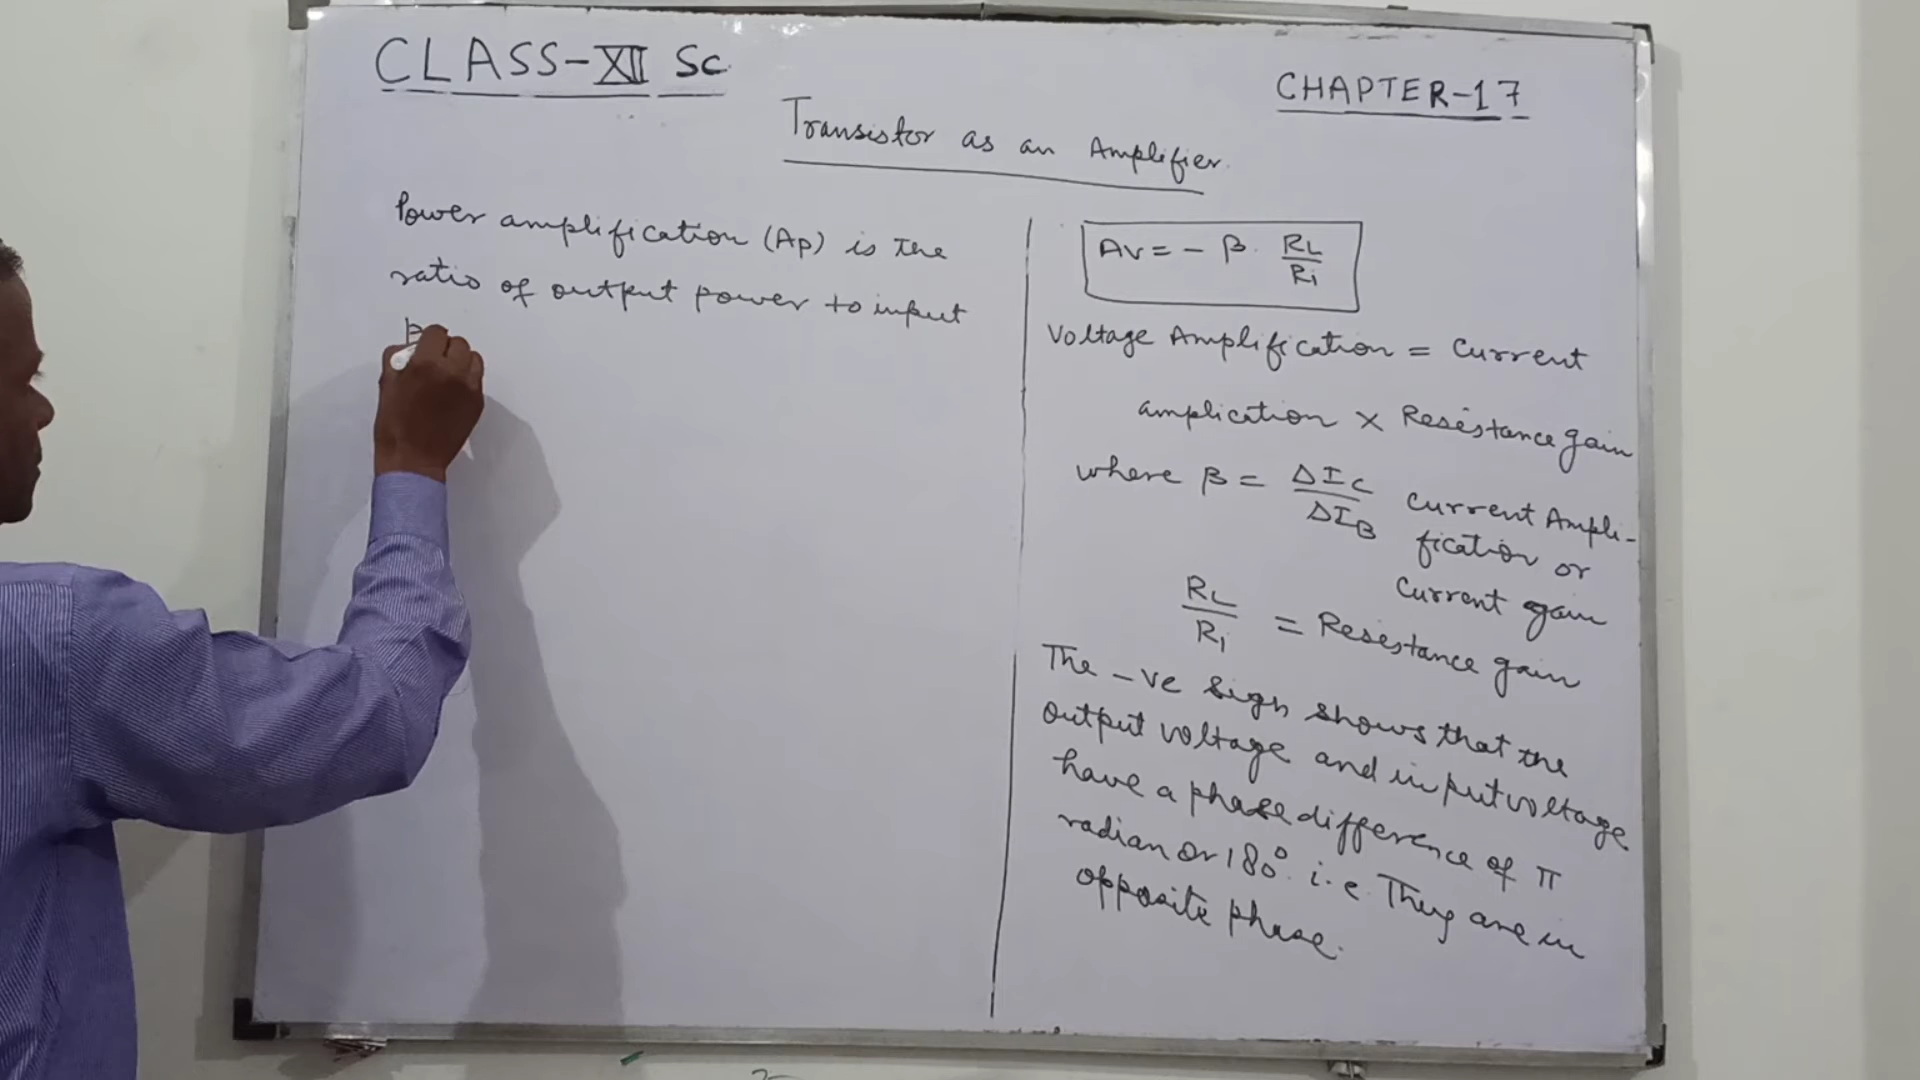 CLASS-XII Sc
CHAPTER-17
Transistor as an Amplifier.
Power amplification (Ap) is the
ratio of output power to input
Av = - β. RL/Ri
Voltage Amplification = Current
amplication × Resistance gain
where β = ΔIC/ΔIB Current Ampli-
fication or
Current gain
RL/Ri = Resistance gain
The -ve sign shows that the
output voltage and input voltage
have a phase difference of π
radian or 180° i.e. They are in
opposite phase.